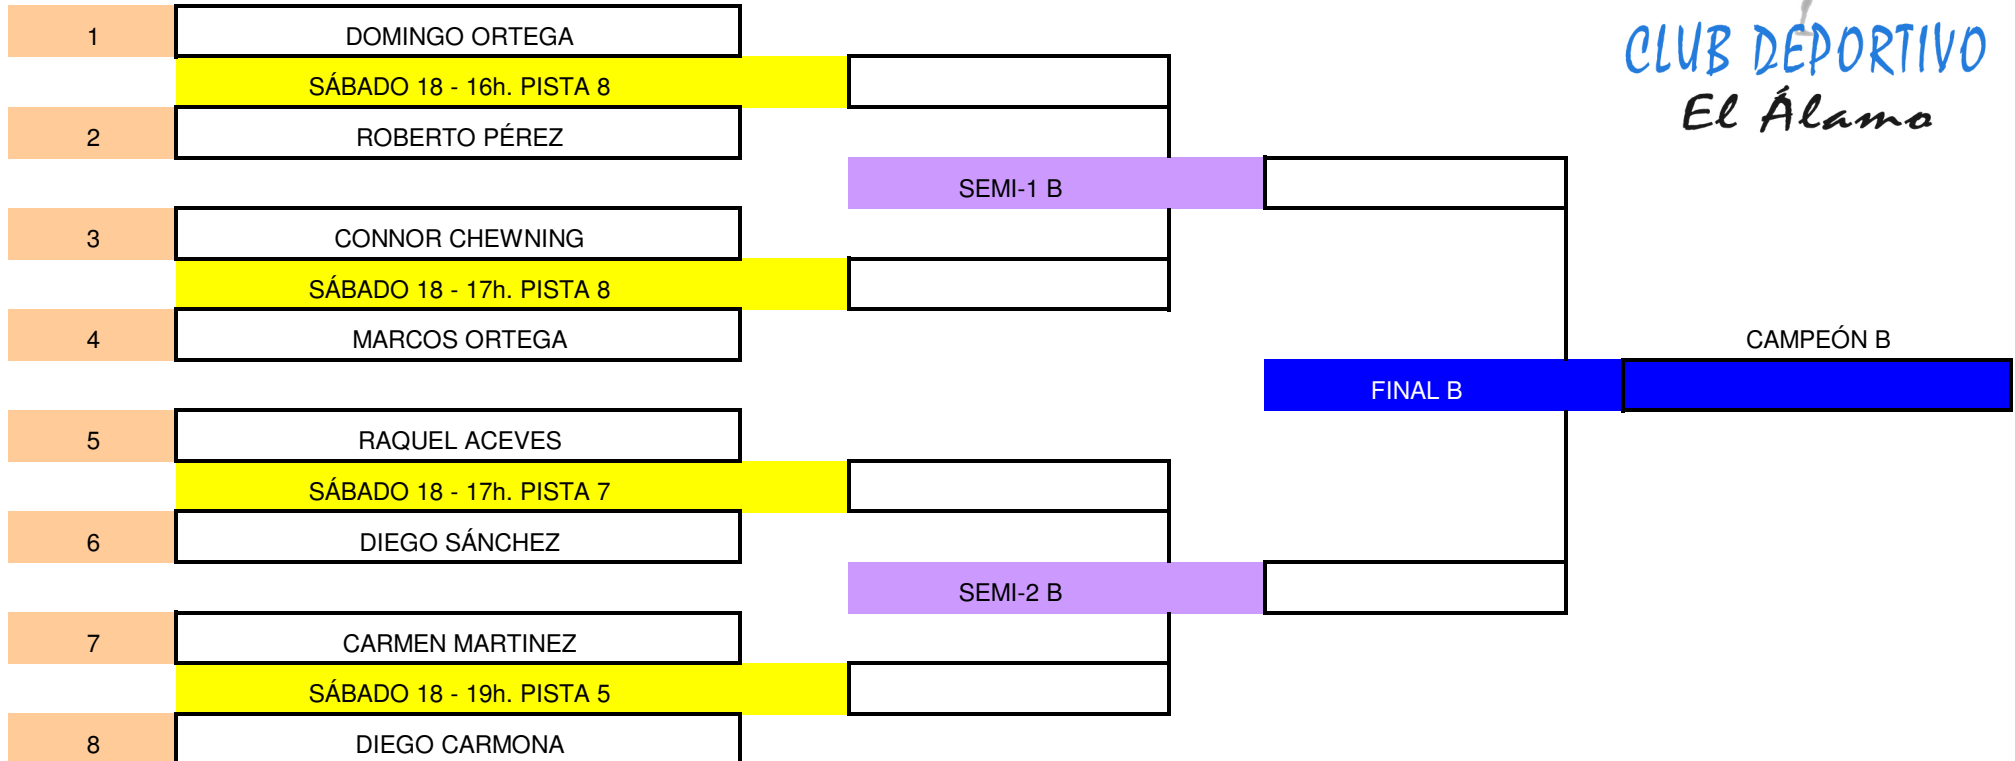 CLUB DEPORTIVO
El Álamo
1 DOMINGO ORTEGA
SÁBADO 18 - 16h. PISTA 8
2 ROBERTO PÉREZ
SEMI-1 B
3 CONNOR CHEWNING
SÁBADO 18 - 17h. PISTA 8
4 MARCOS ORTEGA
CAMPEÓN B
FINAL B
5 RAQUEL ACEVES
SÁBADO 18 - 17h. PISTA 7
6 DIEGO SÁNCHEZ
SEMI-2 B
7 CARMEN MARTINEZ
SÁBADO 18 - 19h. PISTA 5
8 DIEGO CARMONA